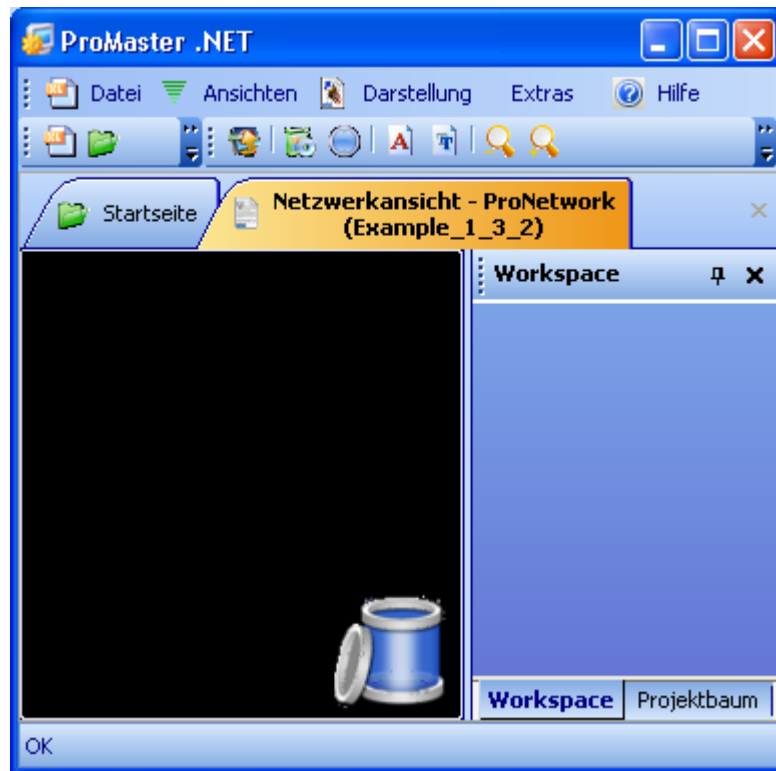 ProMaster .NET
Datei Ansichten Darstellung Extras Hilfe
Startseite
Netzwerkansicht - ProNetwork
(Example_1_3_2)
Workspace
Workspace Projektbaum
OK